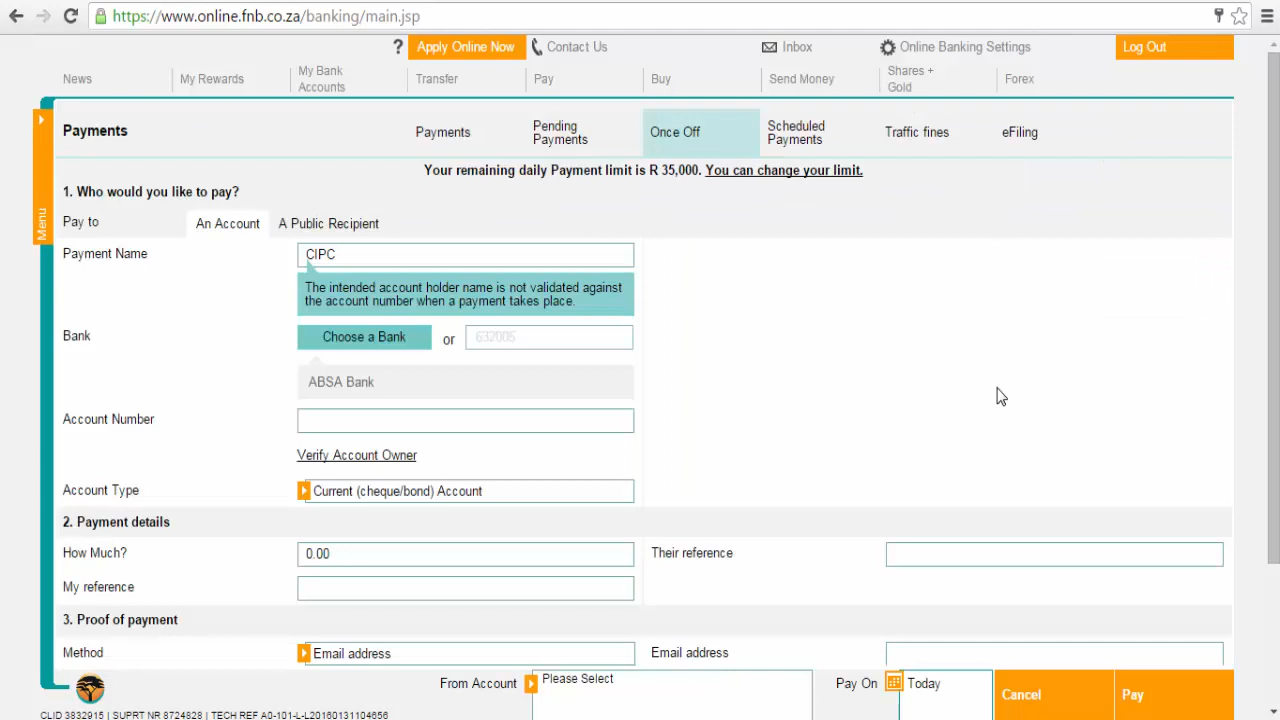 https://www.online.fnb.co.za/banking/main.jsp
? Apply Online Now Contact Us Inbox Online Banking Settings Log Out
News My Rewards My Bank Accounts Transfer Pay Buy Send Money Shares + Gold Forex
Menu
Payments Payments Pending Payments Once Off Scheduled Payments Traffic fines eFiling
Your remaining daily Payment limit is R 35,000. You can change your limit.
1. Who would you like to pay?
Pay to An Account A Public Recipient
Payment Name CIPC
The intended account holder name is not validated against
the account number when a payment takes place.
Bank Choose a Bank or 632005
ABSA Bank
Account Number
Verify Account Owner
Account Type Current (cheque/bond) Account
2. Payment details
How Much? 0.00 Their reference
My reference
3. Proof of payment
Method Email address Email address
From Account Please Select Pay On Today Cancel Pay
CLID 3832915 | SUPRT NR 8724828 | TECH REF A0-101-L-L20160131104656